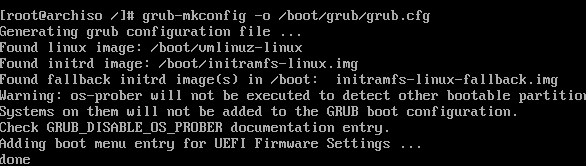 [root@archiso /]# grub-mkconfig -o /boot/grub/grub.cfg
Generating grub configuration file ...
Found linux image: /boot/vmlinuz-linux
Found initrd image: /boot/initramfs-linux.img
Found fallback initrd image(s) in /boot:  initramfs-linux-fallback.img
Warning: os-prober will not be executed to detect other bootable partition
Systems on them will not be added to the GRUB boot configuration.
Check GRUB_DISABLE_OS_PROBER documentation entry.
Adding boot menu entry for UEFI Firmware Settings ...
done